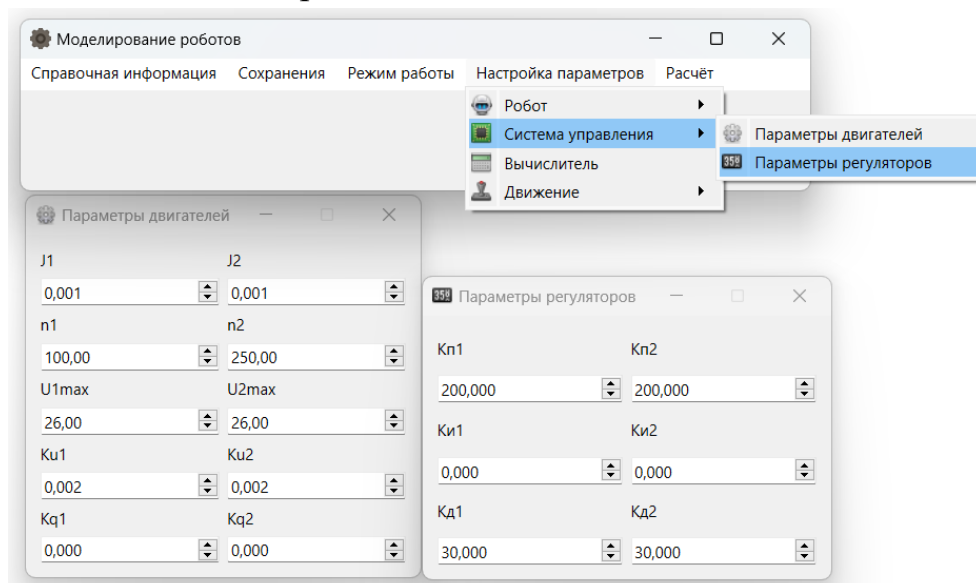 Моделирование роботов
Справочная информация Сохранения Режим работы Настройка параметров Расчёт
Робот
Система управления
Вычислитель
Движение
Параметры двигателей
Параметры регуляторов
Параметры двигателей
J1 J2
0,001 0,001
n1 n2
100,00 250,00
U1max U2max
26,00 26,00
Ku1 Ku2
0,002 0,002
Kq1 Kq2
0,000 0,000
Параметры регуляторов
Кп1 Кп2
200,000 200,000
Ки1 Ки2
0,000 0,000
Кд1 Кд2
30,000 30,000